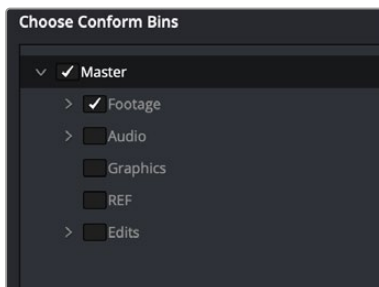 Choose Conform Bins
Master
Footage
Audio
Graphics
REF
Edits